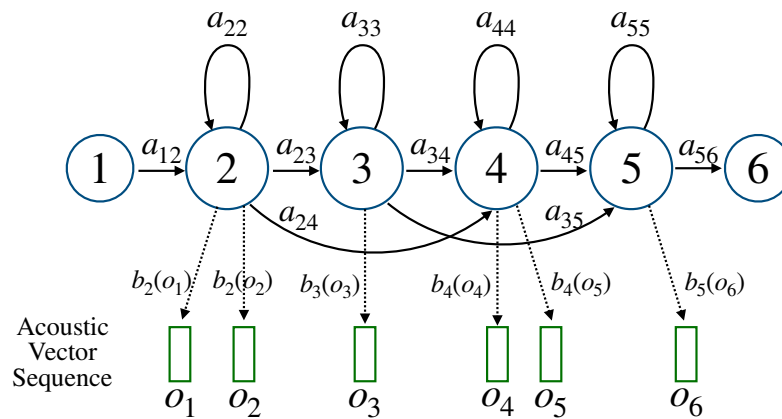 a₂₂ a₃₃ a₄₄ a₅₅
1 a₁₂ 2 a₂₃ 3 a₃₄ 4 a₄₅ 5 a₅₆ 6
a₂₄ a₃₅
b₂(o₁) b₂(o₂) b₃(o₃) b₄(o₄) b₄(o₅) b₅(o₆)
Acoustic
Vector
Sequence
o₁ o₂ o₃ o₄ o₅ o₆